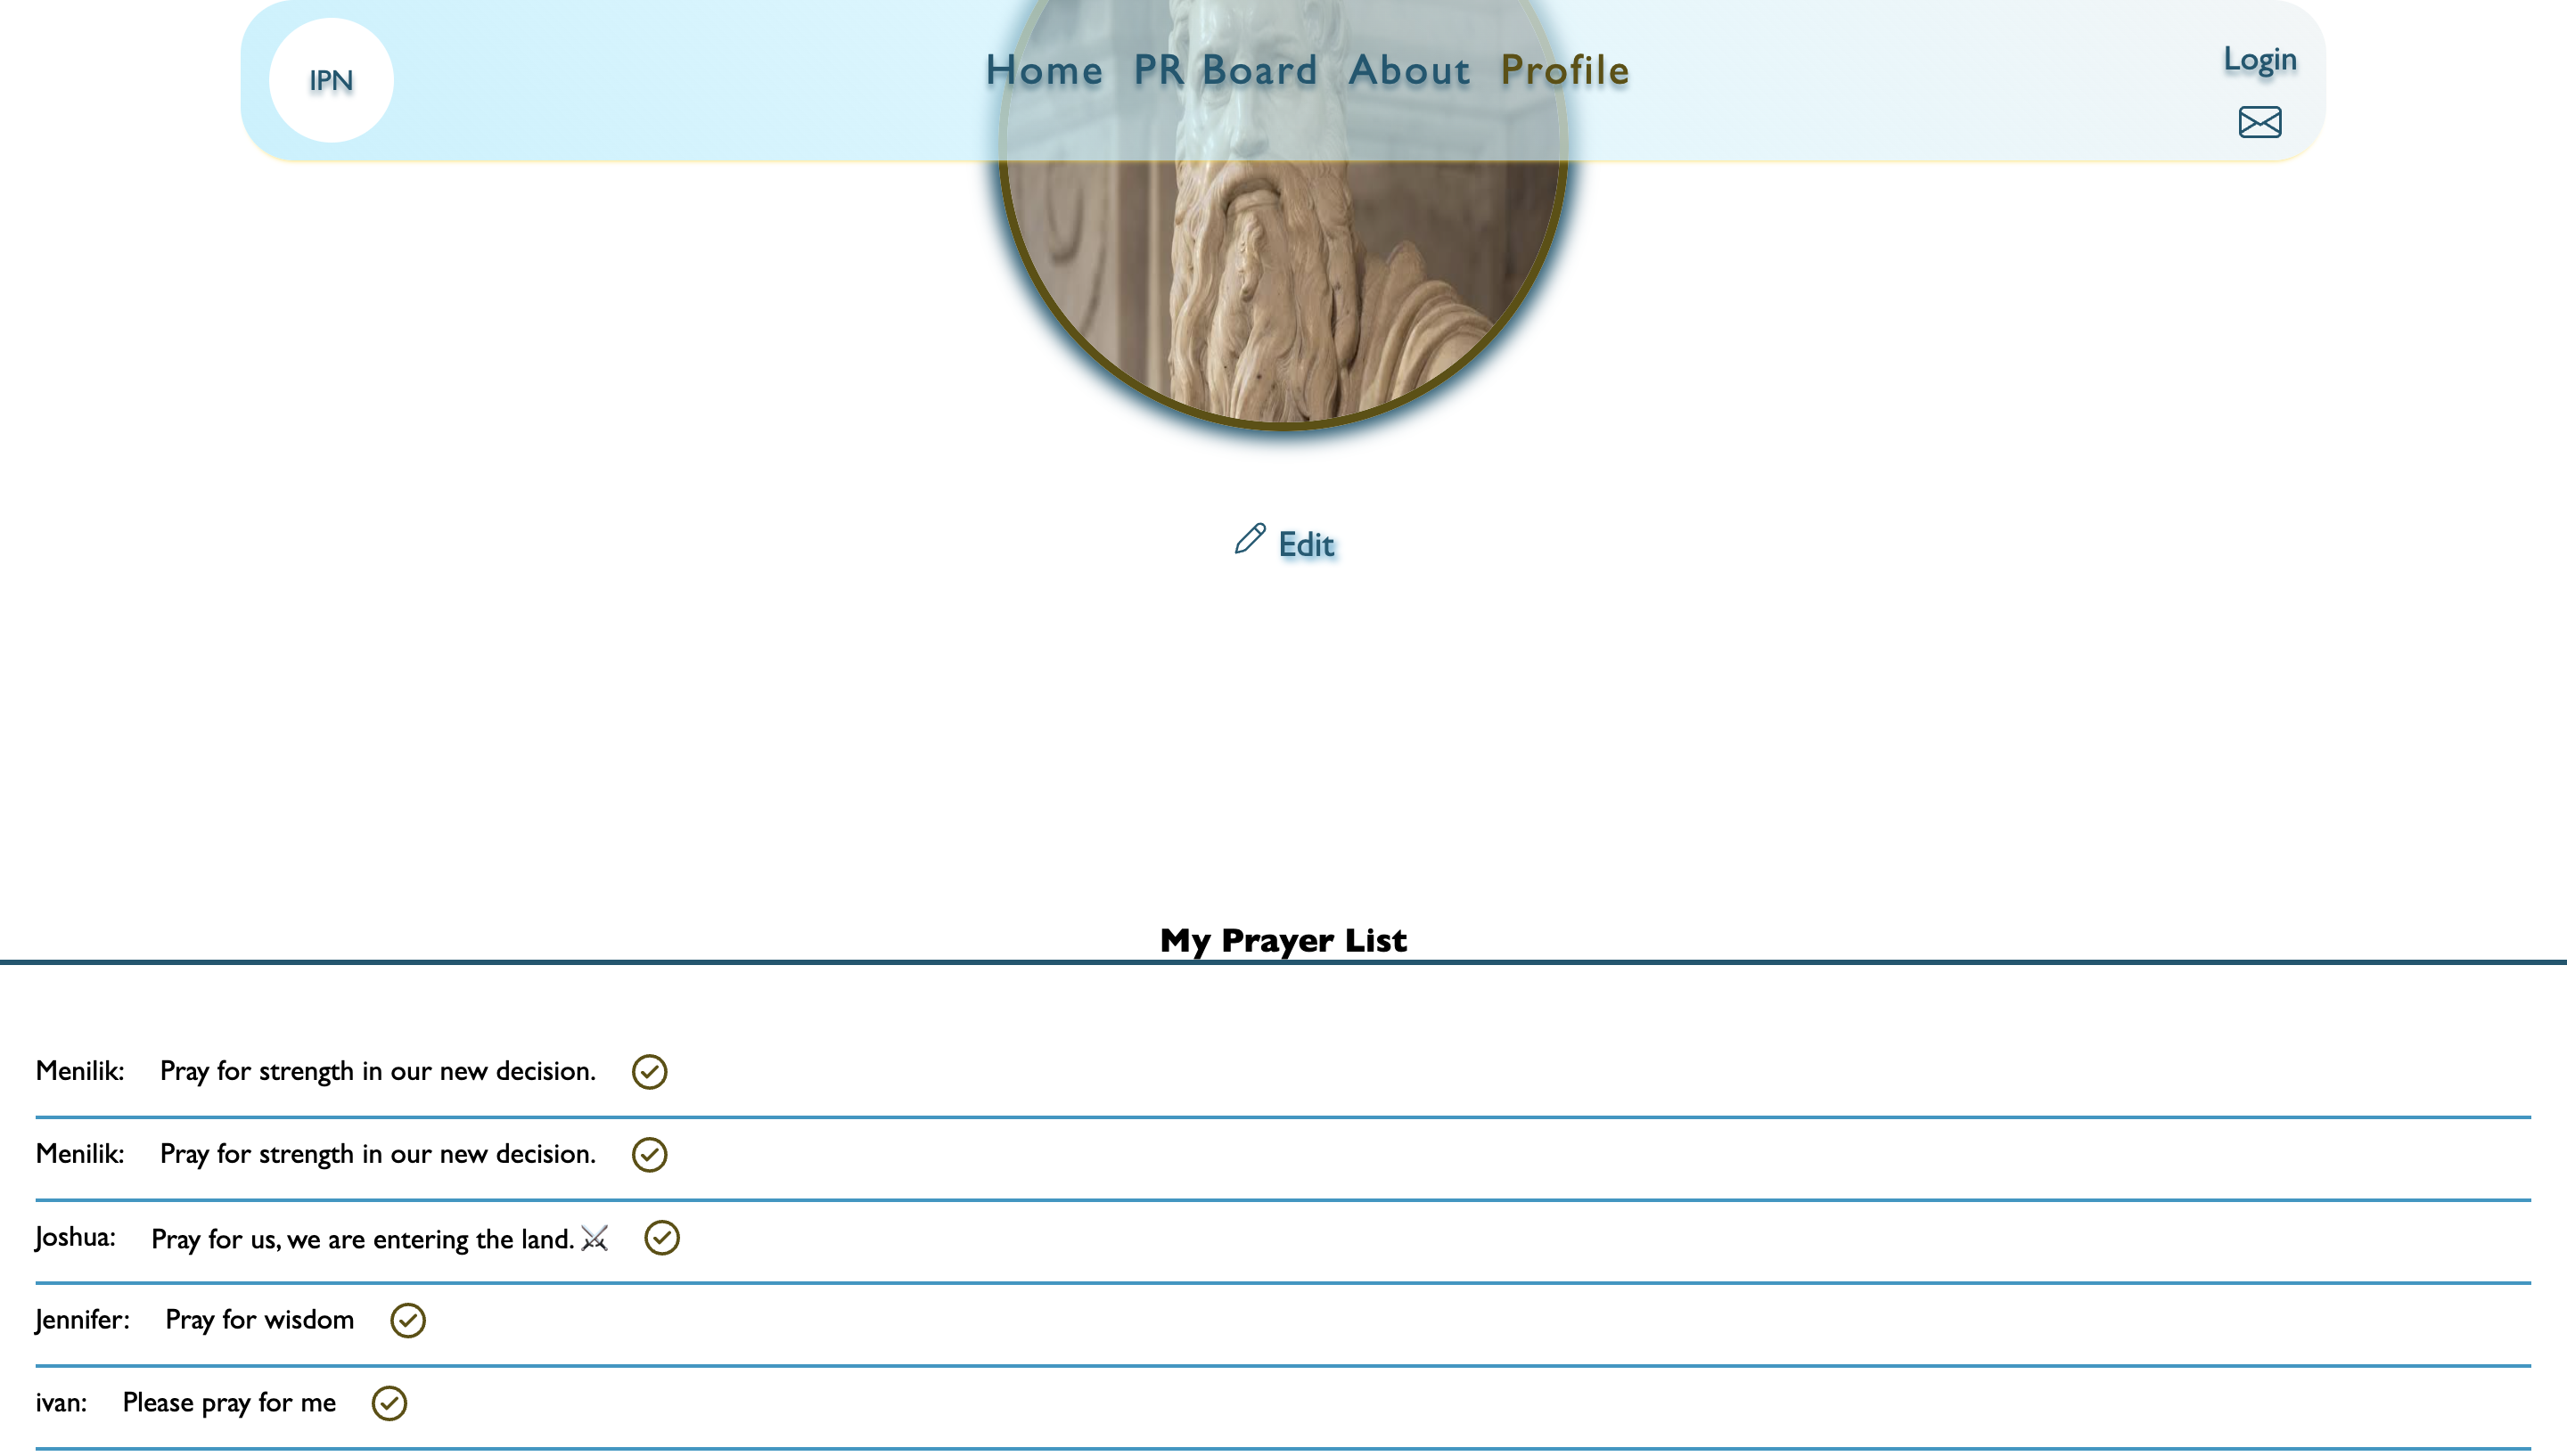 IPN
Home PR Board About Profile
Login
Edit
My Prayer List
Menilik: Pray for strength in our new decision.
Menilik: Pray for strength in our new decision.
Joshua: Pray for us, we are entering the land. ⚔️
Jennifer: Pray for wisdom
ivan: Please pray for me